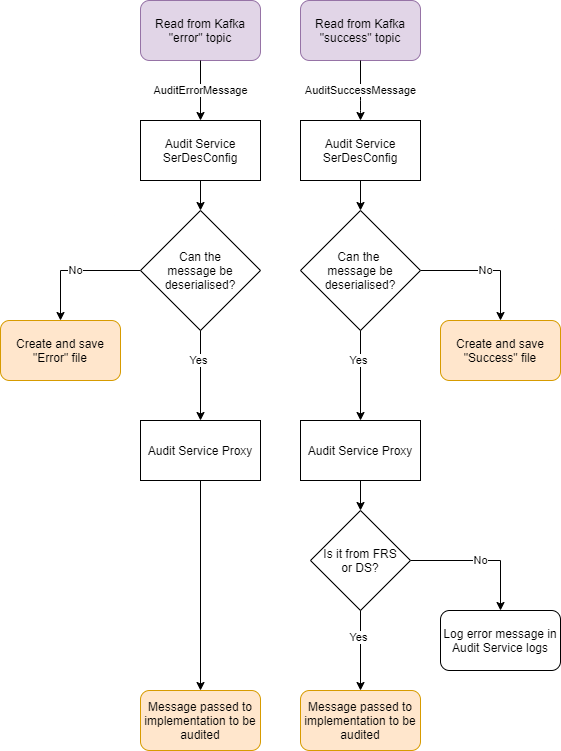 Read from Kafka
"error" topic
Read from Kafka
"success" topic
AuditErrorMessage
AuditSuccessMessage
Audit Service
SerDesConfig
Audit Service
SerDesConfig
Can the
message be
deserialised?
Can the
message be
deserialised?
No
No
Create and save
"Error" file
Create and save
"Success" file
Yes
Yes
Audit Service Proxy
Audit Service Proxy
Is it from FRS
or DS?
No
Log error message in
Audit Service logs
Yes
Message passed to
implementation to be
audited
Message passed to
implementation to be
audited